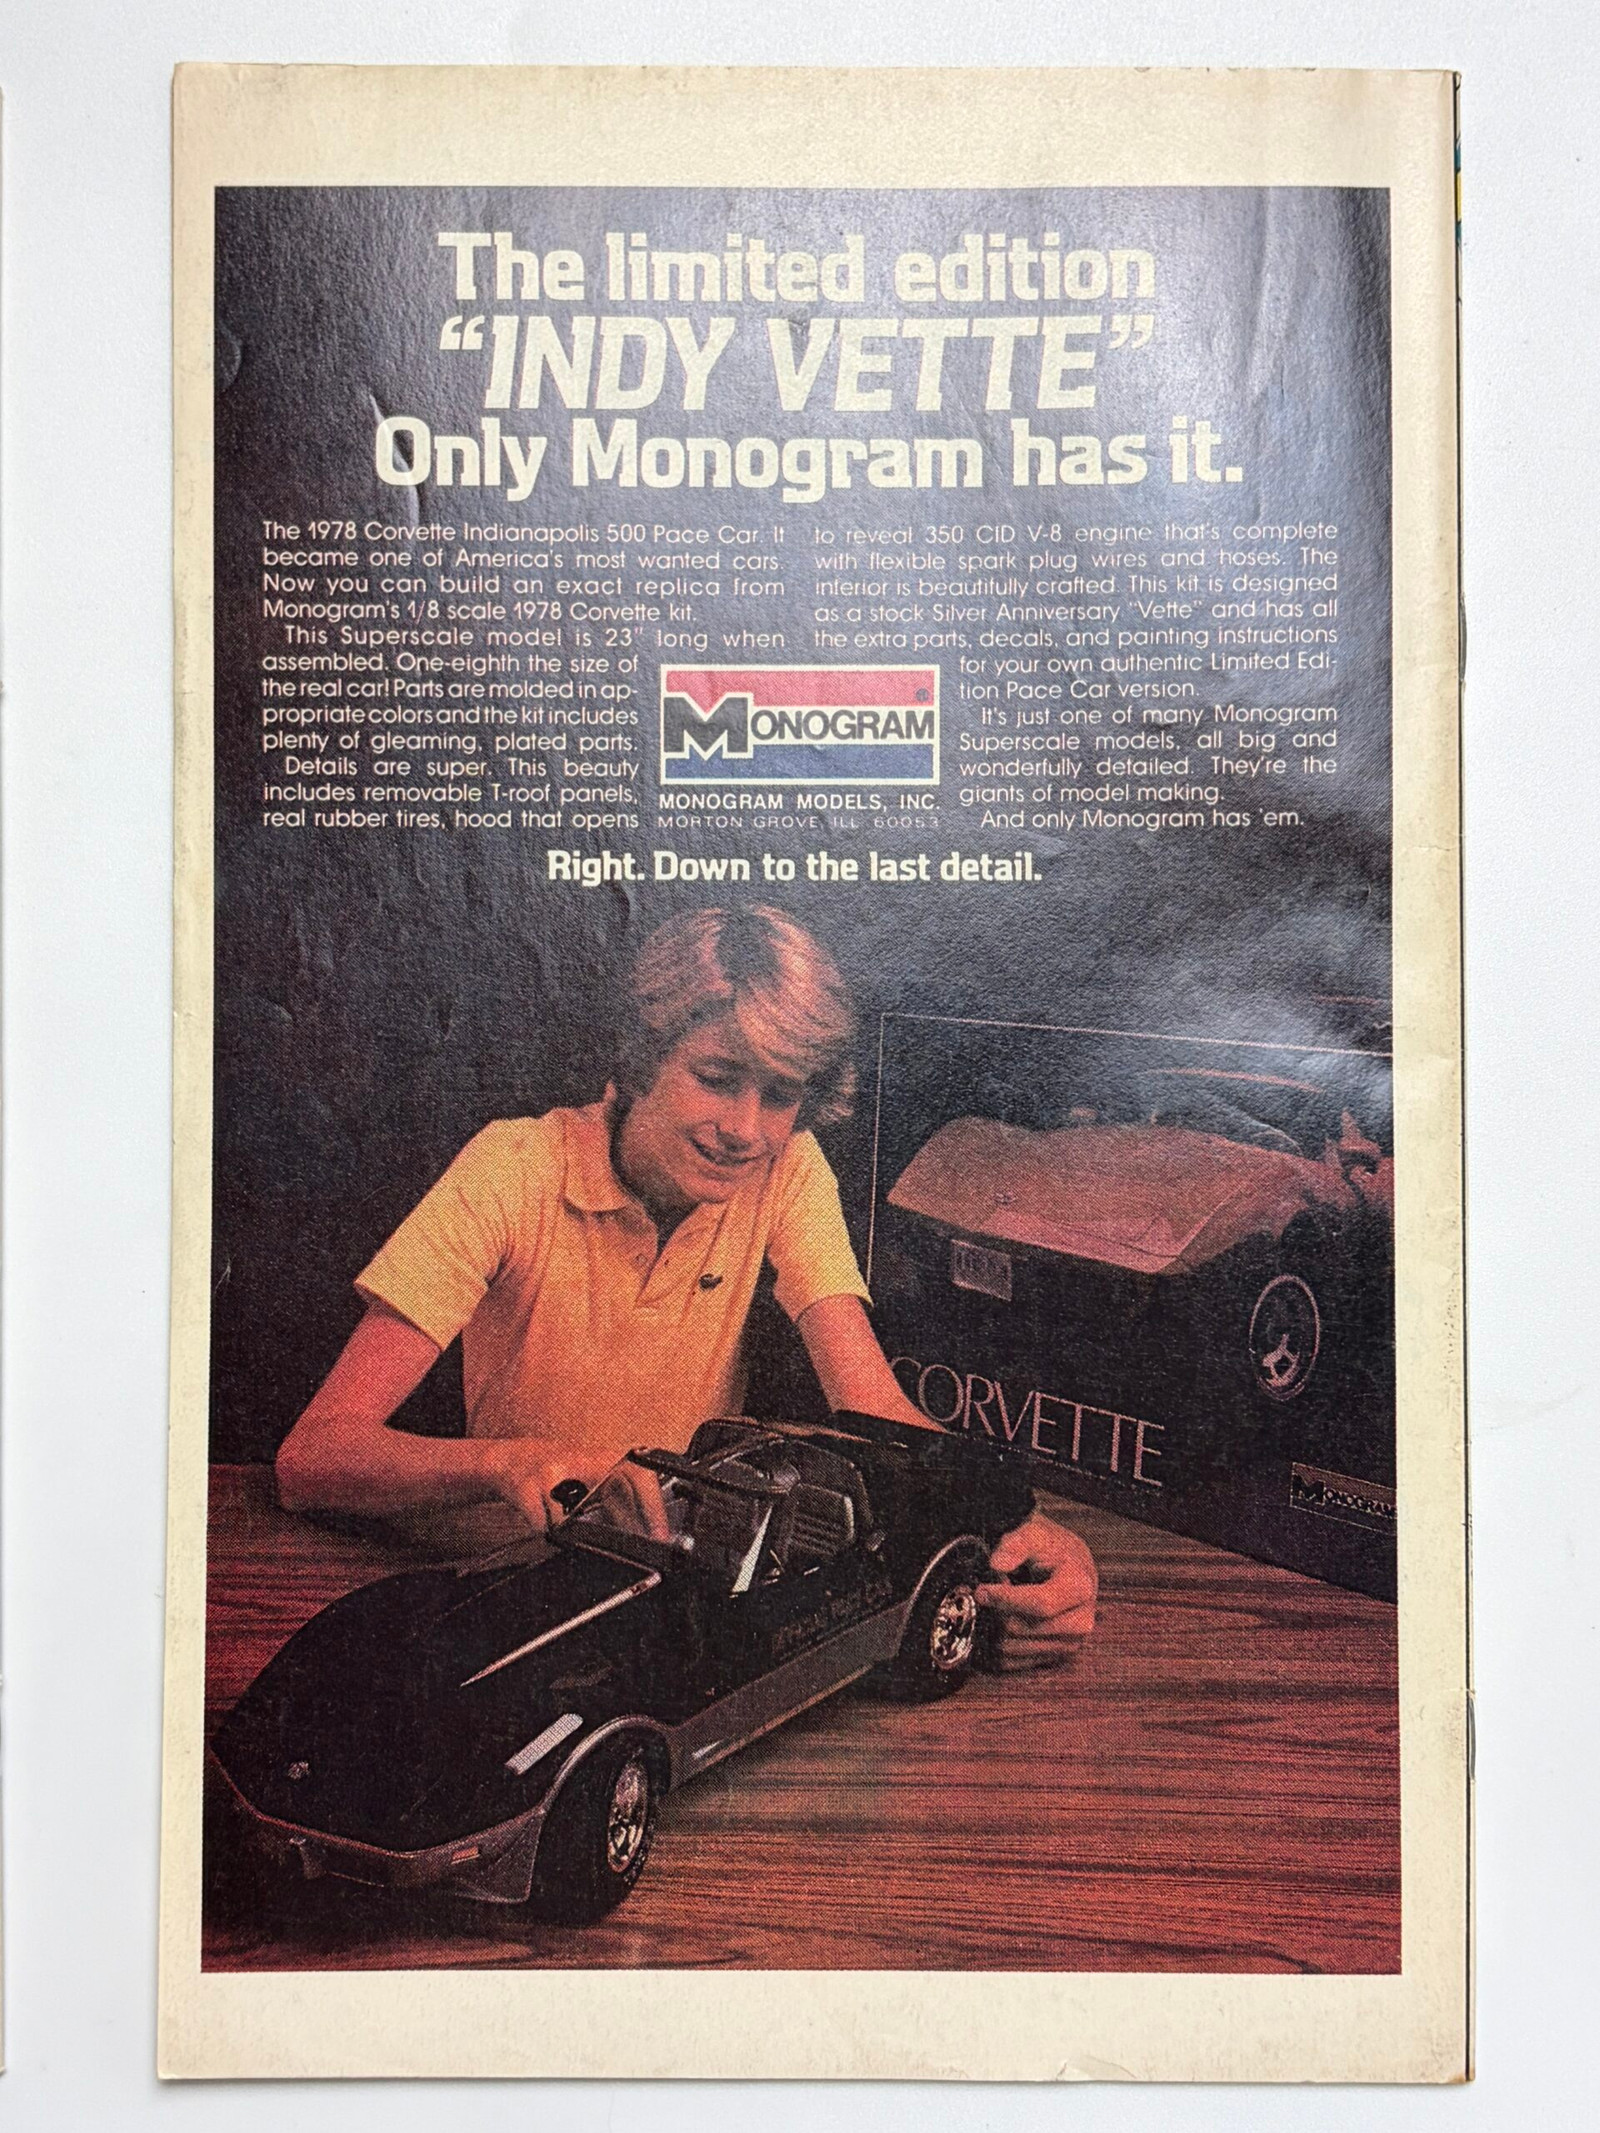 The limited edition
“INDY VETTE”
Only Monogram has it.
The 1978 Corvette Indianapolis 500 Pace Car. It
became one of America's most wanted cars.
Now you can build an exact replica from
Monogram's 1/8 scale 1978 Corvette kit.
This Superscale model is 23" long when
assembled. One-eighth the size of
the real car! Parts are molded in ap-
propriate colors and the kit includes
plenty of gleaming, plated parts.
Details are super. This beauty
includes removable T-roof panels,
real rubber tires, hood that opens
to reveal 350 CID V-8 engine that's complete
with flexible spark plug wires and hoses. The
interior is beautifully crafted. This kit is designed
as a stock Silver Anniversary "Vette" and has all
the extra parts, decals, and painting instructions
for your own authentic Limited Edi-
tion Pace Car version.
It's just one of many Monogram
Superscale models, all big and
wonderfully detailed. They're the
giants of model making.
And only Monogram has 'em.
MONOGRAM ®
MONOGRAM MODELS, INC.
MORTON GROVE, ILL 60053
Right. Down to the last detail.
CORVETTE
MONOGRAM